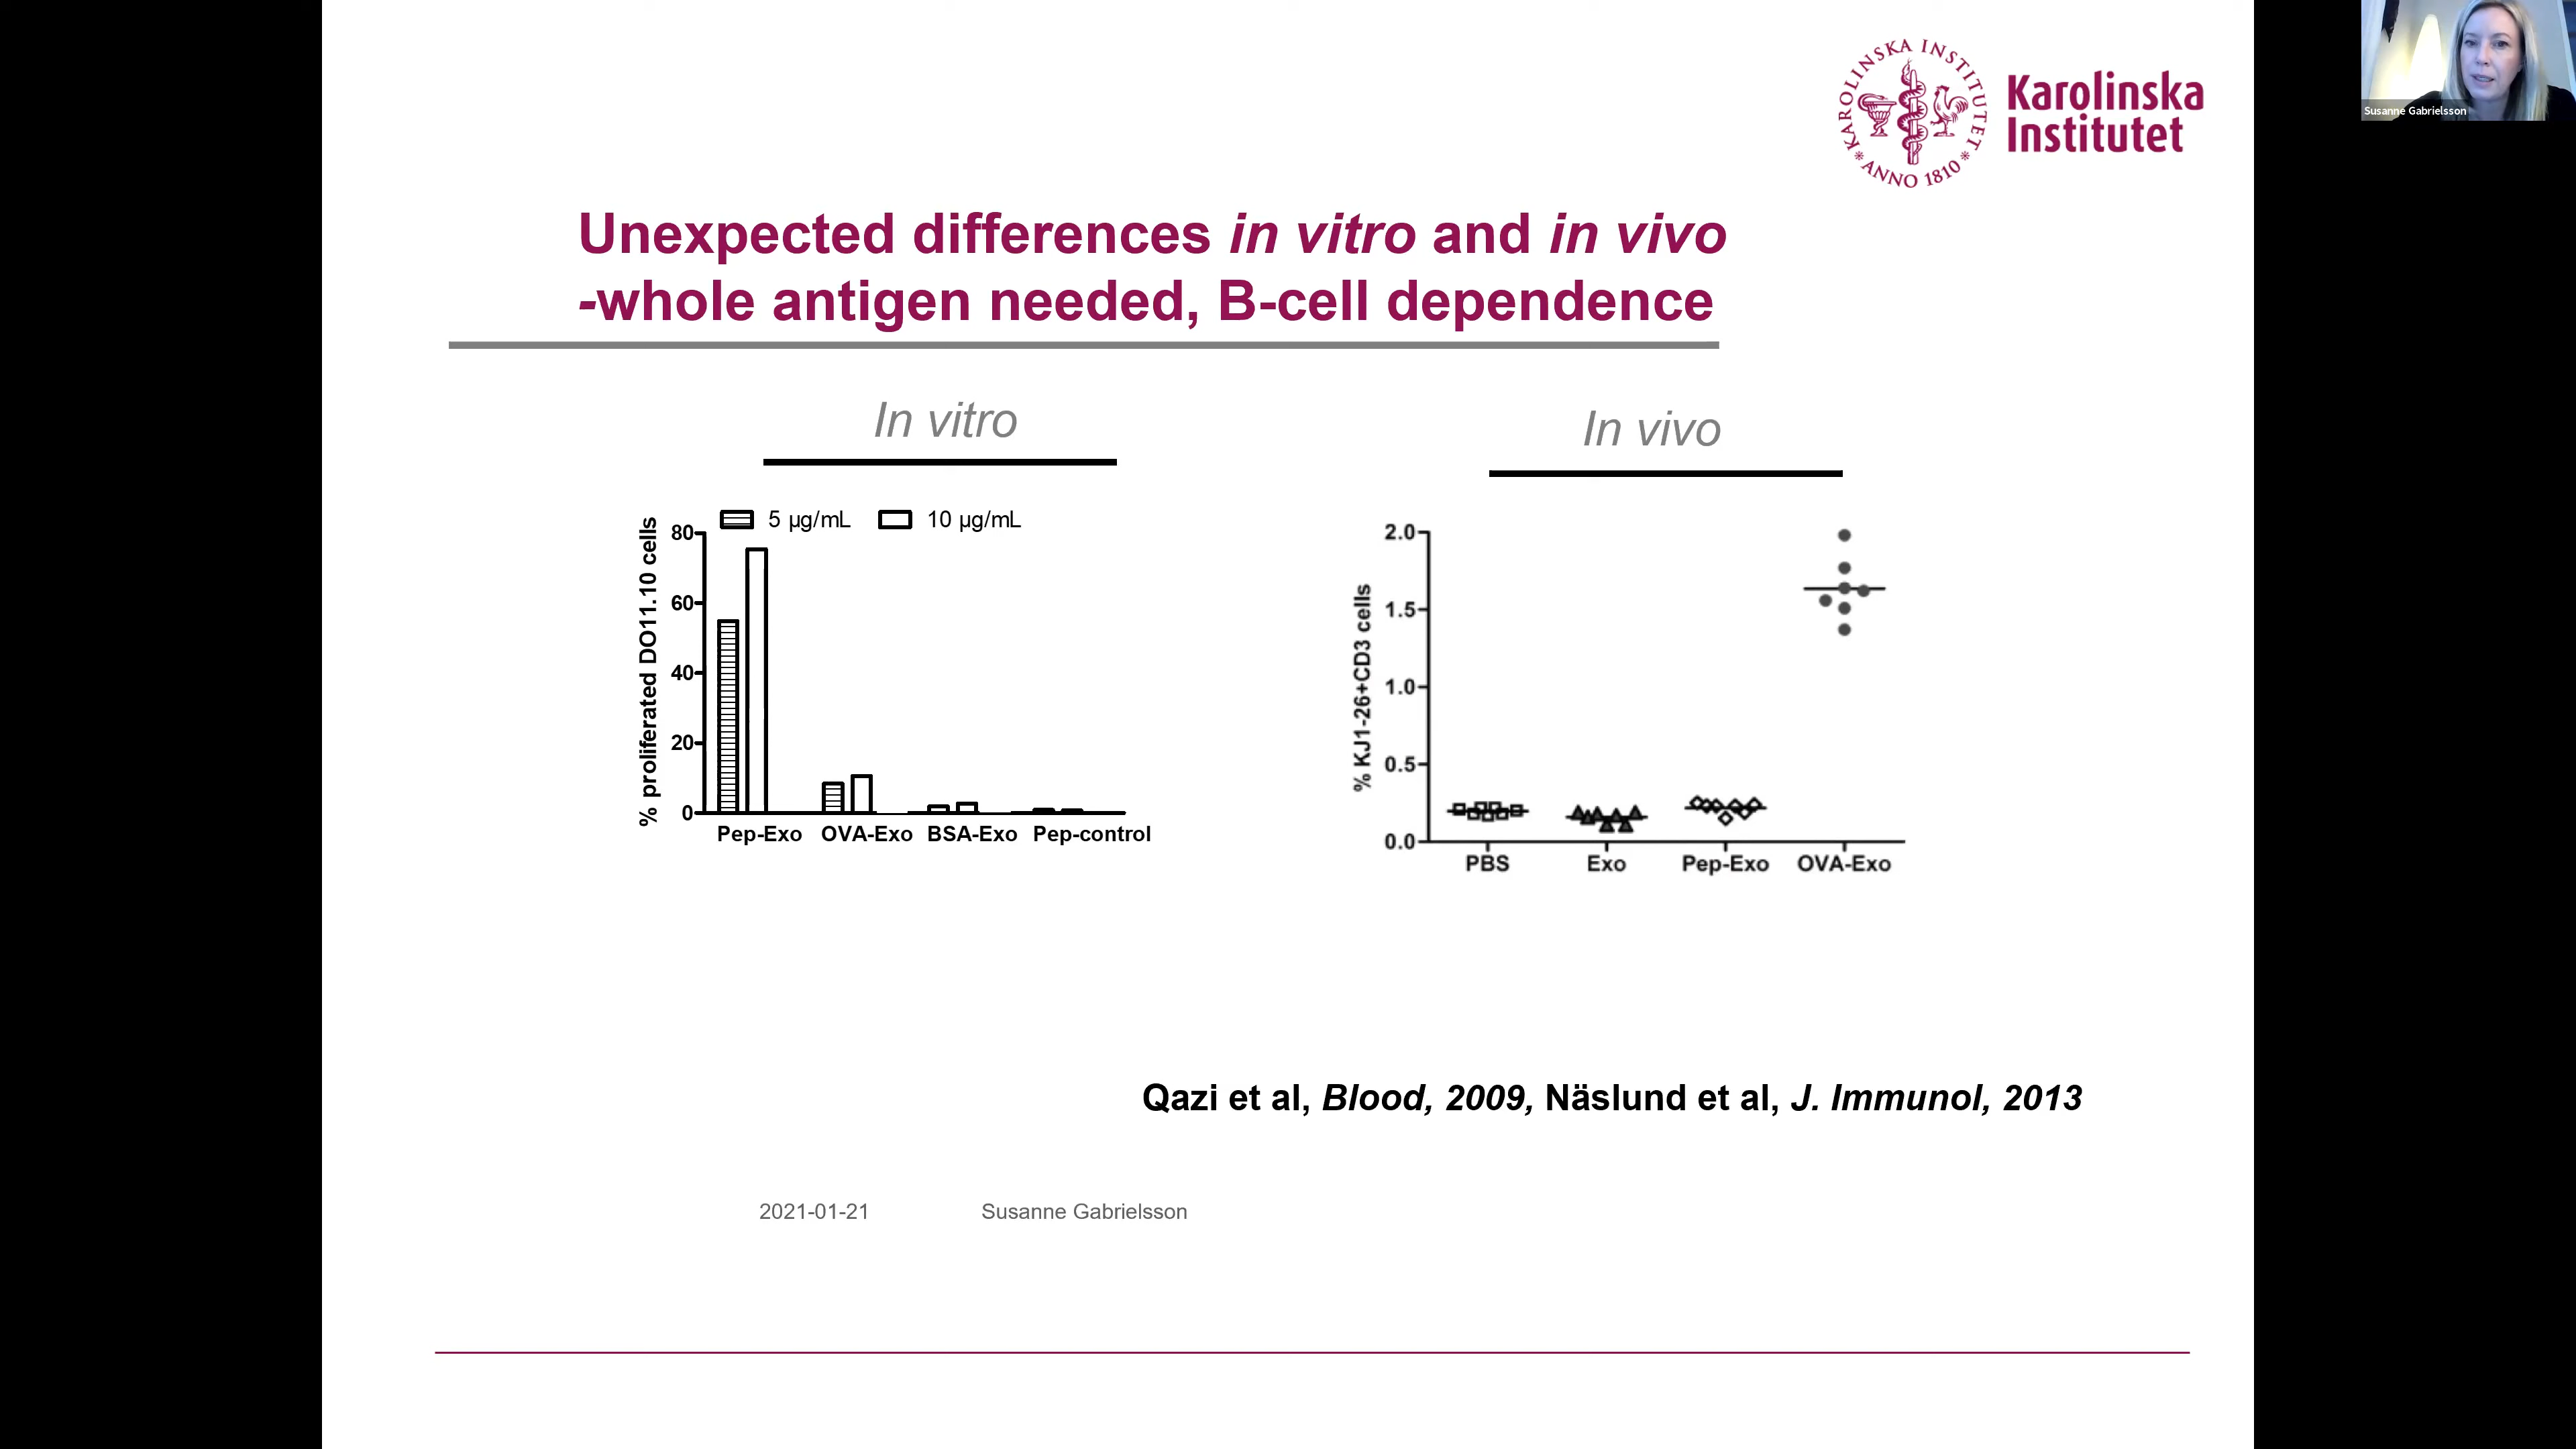 KAROLINSKA INSTITUTET
ANNO 1810
Karolinska
Institutet
Susanne Gabrielsson
Unexpected differences in vitro and in vivo
-whole antigen needed, B-cell dependence
In vitro
5 µg/mL
10 µg/mL
% proliferated DO11.10 cells
80
60
40
20
0
Pep-Exo
OVA-Exo
BSA-Exo
Pep-control
In vivo
% KJ1-26+CD3 cells
2.0
1.5
1.0
0.5
0.0
PBS
Exo
Pep-Exo
OVA-Exo
Qazi et al, Blood, 2009, Näslund et al, J. Immunol, 2013
2021-01-21
Susanne Gabrielsson